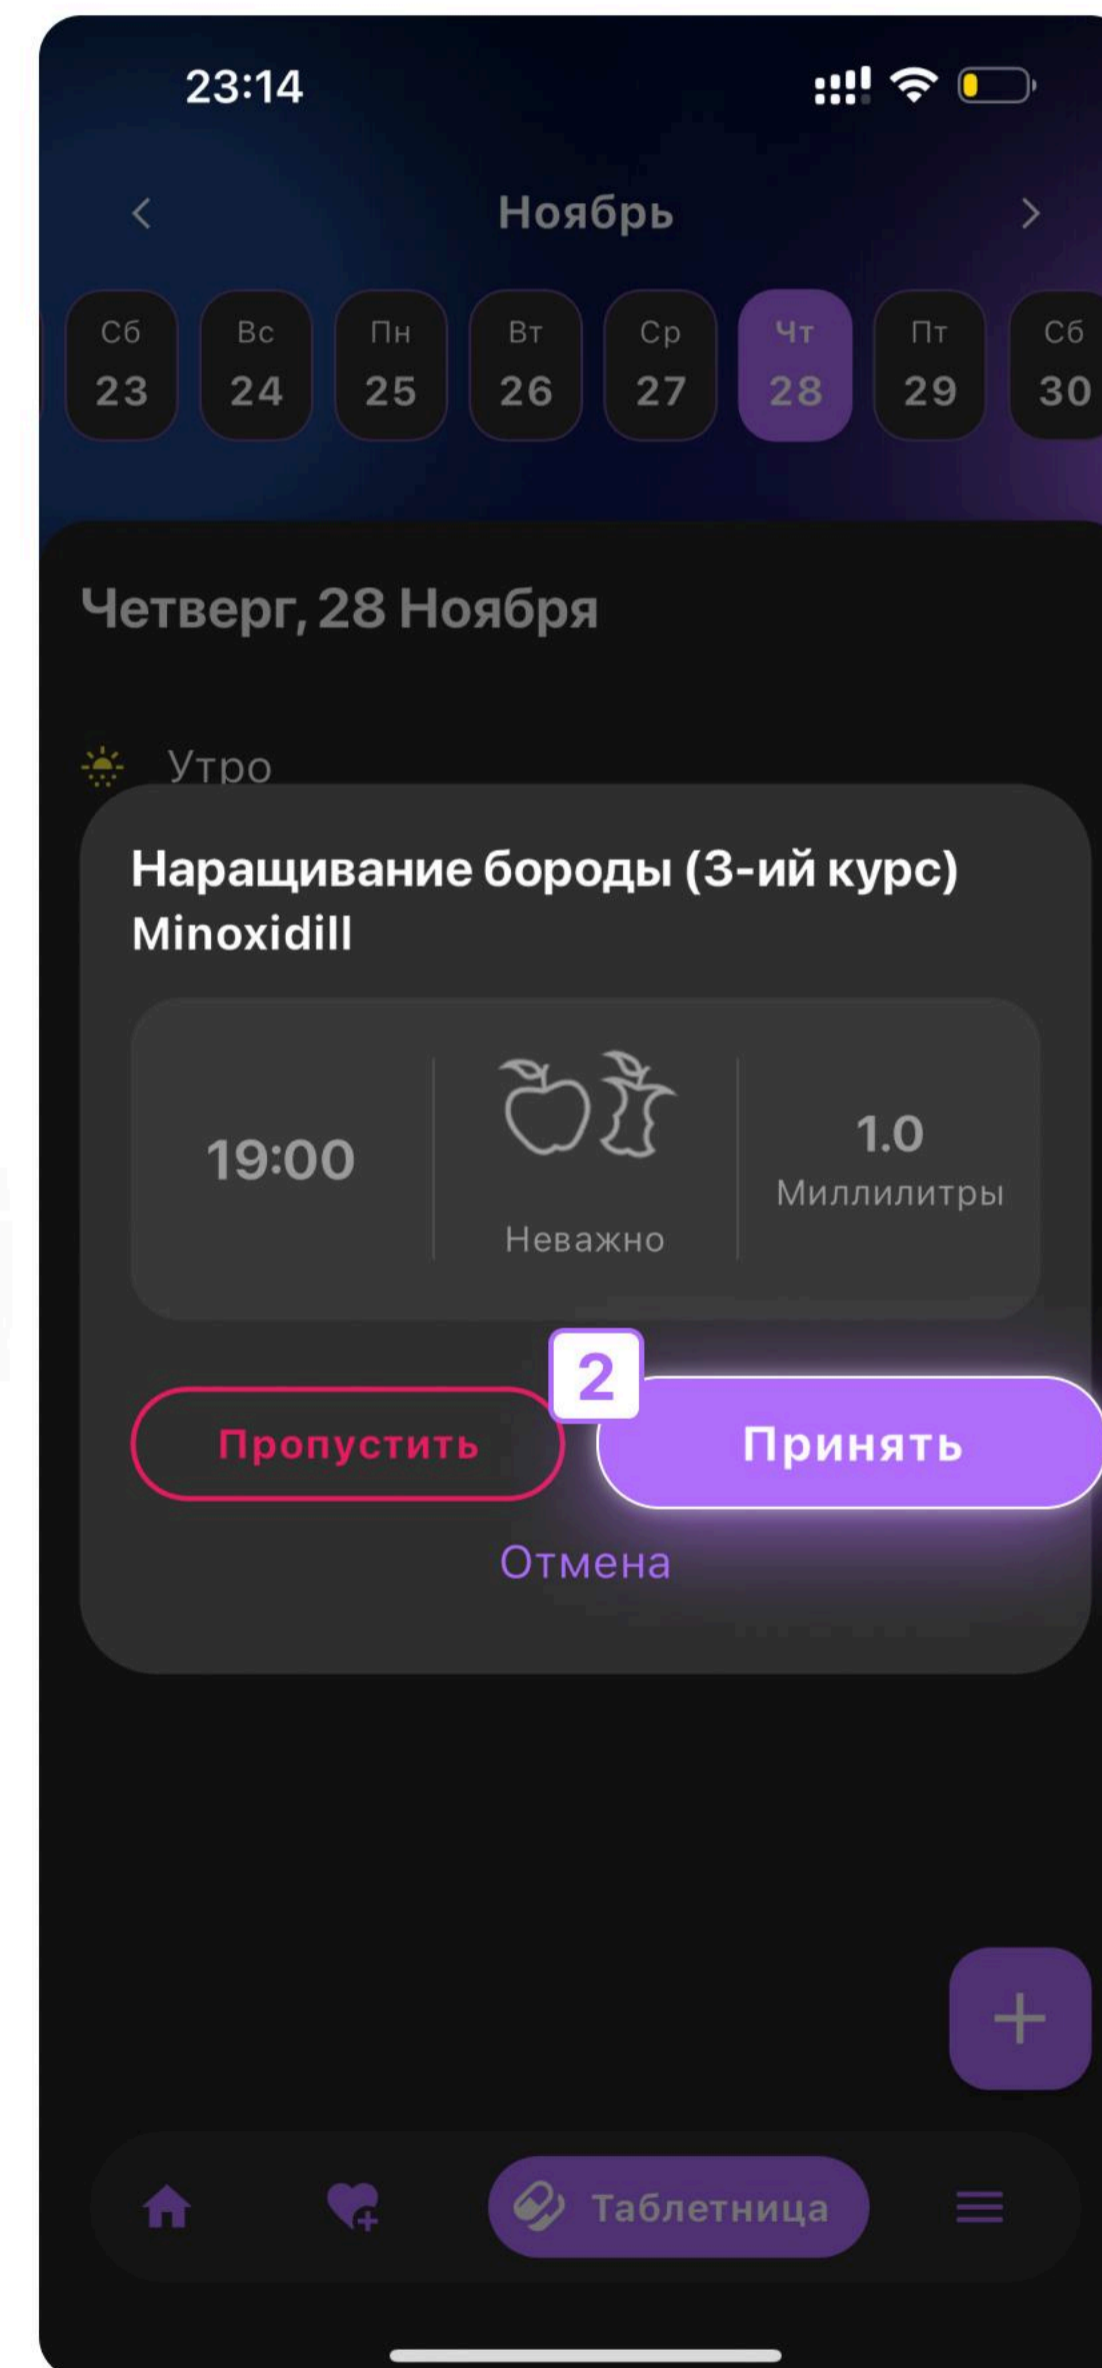 23:14
Ноябрь
Сб Вс Пн Вт Ср Чт Пт Сб
23 24 25 26 27 28 29 30
Четверг, 28 Ноября
Утро
Наращивание бороды (3-ий курс)
Minoxidill
19:00
Неважно
1.0
Миллилитры
2
Пропустить
Принять
Отмена
Таблетница